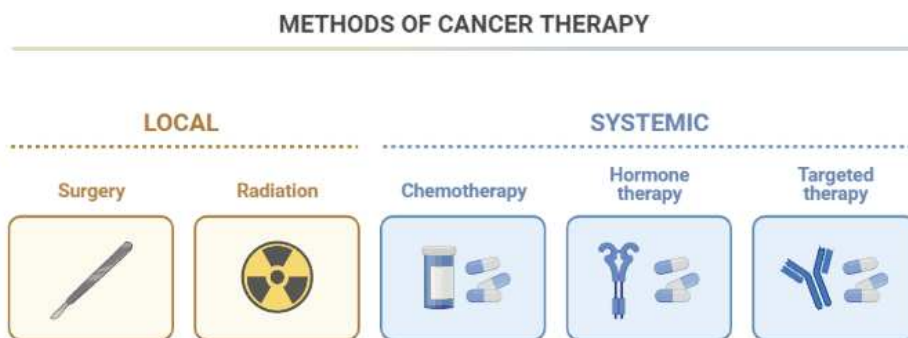 METHODS OF CANCER THERAPY
LOCAL
SYSTEMIC
Surgery
Radiation
Chemotherapy
Hormone
therapy
Targeted
therapy